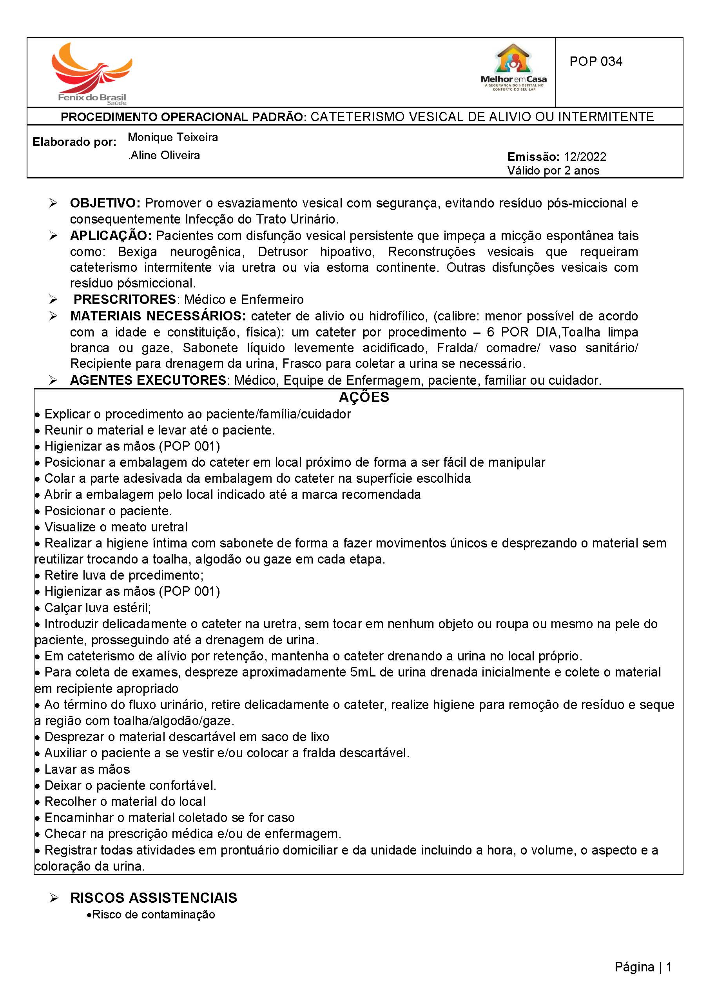 Fenix do Brasil
Saúde
Melhor em Casa
A SEGURANÇA DO HOSPITAL NO
CONFORTO DO SEU LAR
POP 034
PROCEDIMENTO OPERACIONAL PADRÃO: CATETERISMO VESICAL DE ALIVIO OU INTERMITENTE
Elaborado por: Monique Teixeira
.Aline Oliveira
Emissão: 12/2022
Válido por 2 anos
➢ OBJETIVO: Promover o esvaziamento vesical com segurança, evitando resíduo pós-miccional e
consequentemente Infecção do Trato Urinário.
➢ APLICAÇÃO: Pacientes com disfunção vesical persistente que impeça a micção espontânea tais
como: Bexiga neurogênica, Detrusor hipoativo, Reconstruções vesicais que requeiram
cateterismo intermitente via uretra ou via estoma continente. Outras disfunções vesicais com
resíduo pósmiccional.
➢ PRESCRITORES: Médico e Enfermeiro
➢ MATERIAIS NECESSÁRIOS: cateter de alivio ou hidrofílico, (calibre: menor possível de acordo
com a idade e constituição, física): um cateter por procedimento – 6 POR DIA,Toalha limpa
branca ou gaze, Sabonete líquido levemente acidificado, Fralda/ comadre/ vaso sanitário/
Recipiente para drenagem da urina, Frasco para coletar a urina se necessário.
➢ AGENTES EXECUTORES: Médico, Equipe de Enfermagem, paciente, familiar ou cuidador.
AÇÕES
• Explicar o procedimento ao paciente/família/cuidador
• Reunir o material e levar até o paciente.
• Higienizar as mãos (POP 001)
• Posicionar a embalagem do cateter em local próximo de forma a ser fácil de manipular
• Colar a parte adesivada da embalagem do cateter na superfície escolhida
• Abrir a embalagem pelo local indicado até a marca recomendada
• Posicionar o paciente.
• Visualize o meato uretral
• Realizar a higiene íntima com sabonete de forma a fazer movimentos únicos e desprezando o material sem
reutilizar trocando a toalha, algodão ou gaze em cada etapa.
• Retire luva de prcedimento;
• Higienizar as mãos (POP 001)
• Calçar luva estéril;
• Introduzir delicadamente o cateter na uretra, sem tocar em nenhum objeto ou roupa ou mesmo na pele do
paciente, prosseguindo até a drenagem de urina.
• Em cateterismo de alívio por retenção, mantenha o cateter drenando a urina no local próprio.
• Para coleta de exames, despreze aproximadamente 5mL de urina drenada inicialmente e colete o material
em recipiente apropriado
• Ao término do fluxo urinário, retire delicadamente o cateter, realize higiene para remoção de resíduo e seque
a região com toalha/algodão/gaze.
• Desprezar o material descartável em saco de lixo
• Auxiliar o paciente a se vestir e/ou colocar a fralda descartável.
• Lavar as mãos
• Deixar o paciente confortável.
• Recolher o material do local
• Encaminhar o material coletado se for caso
• Checar na prescrição médica e/ou de enfermagem.
• Registrar todas atividades em prontuário domiciliar e da unidade incluindo a hora, o volume, o aspecto e a
coloração da urina.
➢ RISCOS ASSISTENCIAIS
•Risco de contaminação
Página | 1